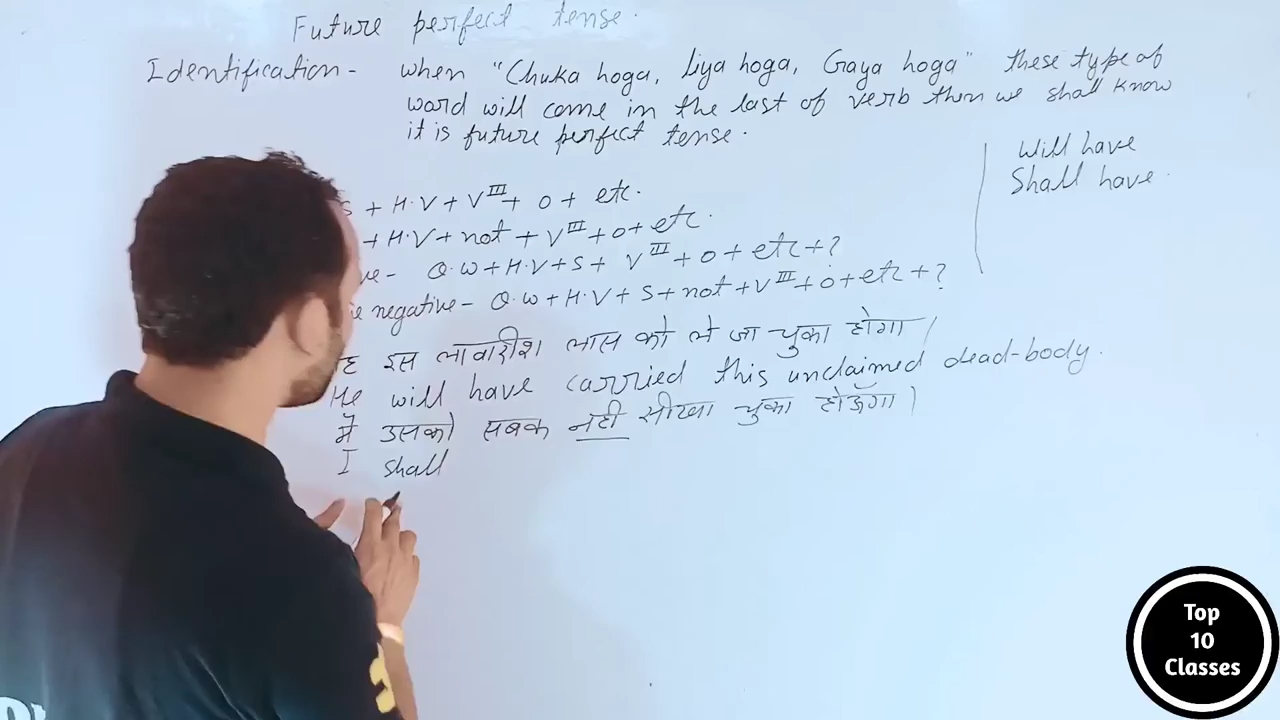 Future perfect tense.
Identification - When "Chuka hoga, Liya hoga, Gaya hoga" these type of
word will come in the last of verb then we shall know
it is future perfect tense.
Will have
Shall have.
S + H.V + V III + O + etc.
+ H.V + not + V III + O + etc.
ve - Q.W + H.V + S + V III + O + etc + ?
ve negative - Q.W + H.V + S + not + V III + O + etc + ?
ह इस लावारीश लास को ले जा चुका होगा।
He will have carried this unclaimed dead-body.
मैं उसको सबक नही सीखा चुका होऊँगा।
I shall
Top
10
Classes